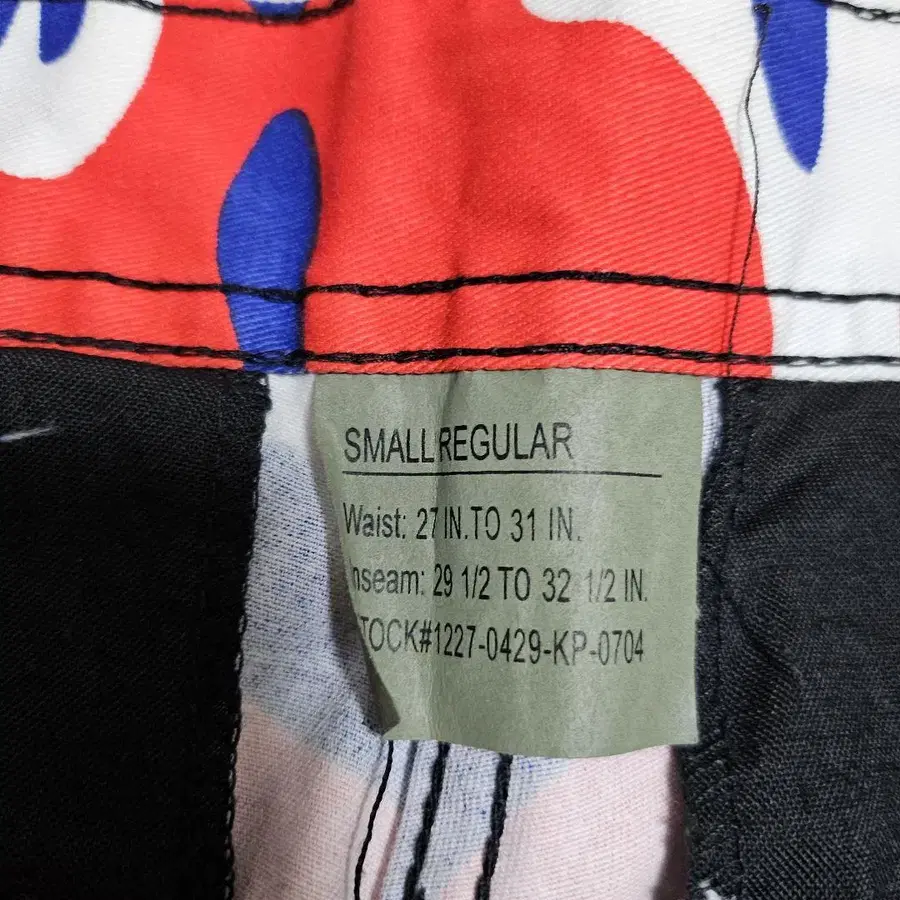 SMALL REGULAR
Waist: 27 IN.TO 31 IN.
nseam: 29 1/2 TO 32 1/2 IN.
TOCK#1227-0429-KP-0704